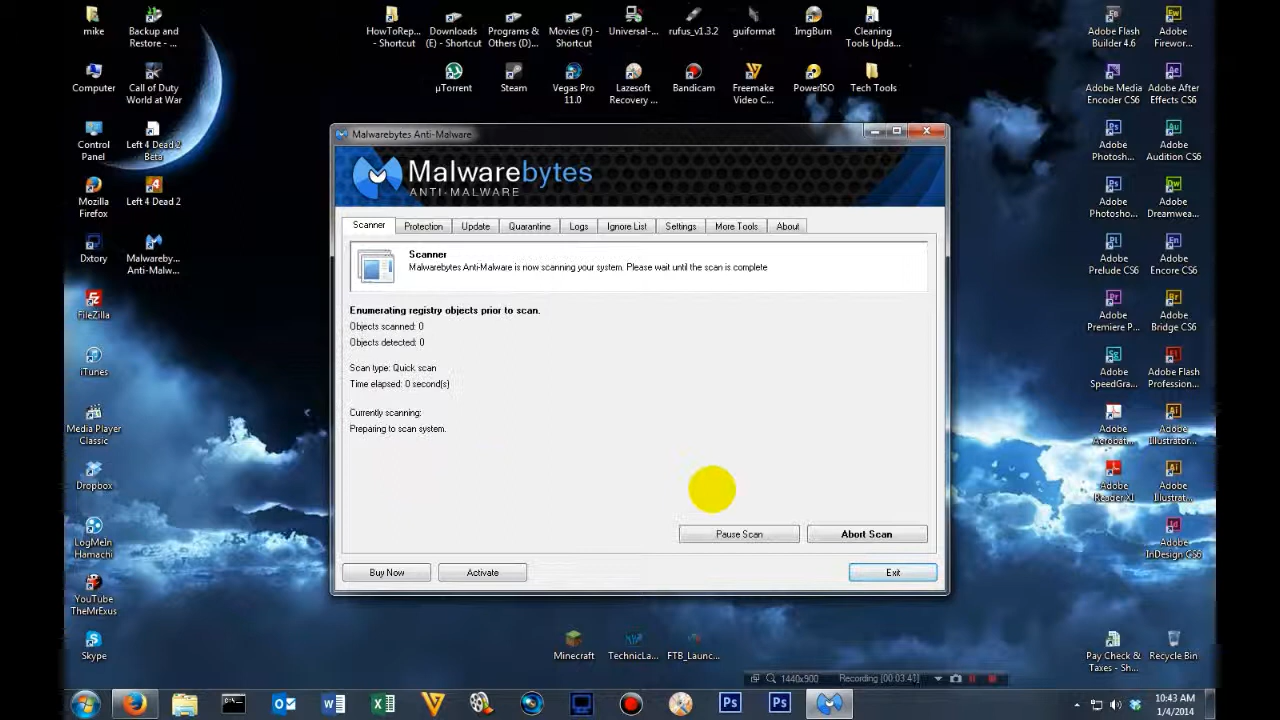 mike
Backup and
Restore - ...
HowToRep...
- Shortcut
Downloads
(E) - Shortcut
Programs &
Others (D)...
Movies (F) -
Shortcut
Universal-...
rufus_v1.3.2
guiformat
ImgBurn
Cleaning
Tools Upda...
Adobe Flash
Builder 4.6
Adobe
Firewor...
Computer
Call of Duty
World at War
µTorrent
Steam
Vegas Pro
11.0
Lazesoft
Recovery ...
Bandicam
Freemake
Video C...
PowerISO
Tech Tools
Adobe Media
Encoder CS6
Adobe After
Effects CS6
Control
Panel
Left 4 Dead 2
Beta
Adobe
Photosh...
Adobe
Audition CS6
Mozilla
Firefox
Left 4 Dead 2
Adobe
Photosho...
Adobe
Dreamwea...
Dxtory
Malwareby...
Anti-Malw...
Adobe
Prelude CS6
Adobe
Encore CS6
FileZilla
Adobe
Premiere P...
Adobe
Bridge CS6
iTunes
Adobe
SpeedGra...
Adobe Flash
Profession...
Media Player
Classic
Adobe
Acrobat...
Adobe
Illustrator...
Dropbox
Adobe
Reader XI
Adobe
Illustrat...
LogMeIn
Hamachi
Adobe
InDesign CS6
YouTube
TheMrExus
Skype
Minecraft
TechnicLa...
FTB_Launc...
Pay Check &
Taxes - Sh...
Recycle Bin
Malwarebytes Anti-Malware
Malwarebytes
ANTI-MALWARE
Scanner Protection Update Quarantine Logs Ignore List Settings More Tools About
Scanner
Malwarebytes Anti-Malware is now scanning your system. Please wait until the scan is complete
Enumerating registry objects prior to scan.
Objects scanned: 0
Objects detected: 0
Scan type: Quick scan
Time elapsed: 0 second(s)
Currently scanning:
Preparing to scan system.
Pause Scan Abort Scan
Buy Now Activate Exit
1440x900 Recording [00:03:41]
10:43 AM
1/4/2014